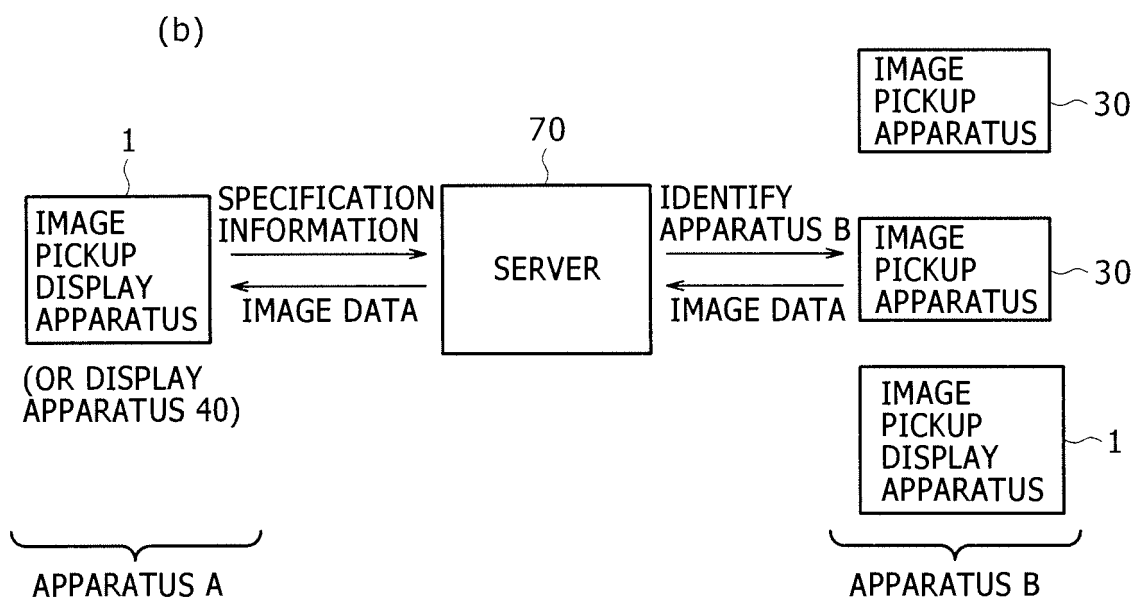 (b)
IMAGE
PICKUP
APPARATUS
30
1
70
IMAGE
PICKUP
DISPLAY
APPARATUS
SPECIFICATION
INFORMATION
IMAGE DATA
SERVER
IDENTIFY
APPARATUS B
IMAGE DATA
IMAGE
PICKUP
APPARATUS
30
(OR DISPLAY
APPARATUS 40)
IMAGE
PICKUP
DISPLAY
APPARATUS
1
APPARATUS A
APPARATUS B